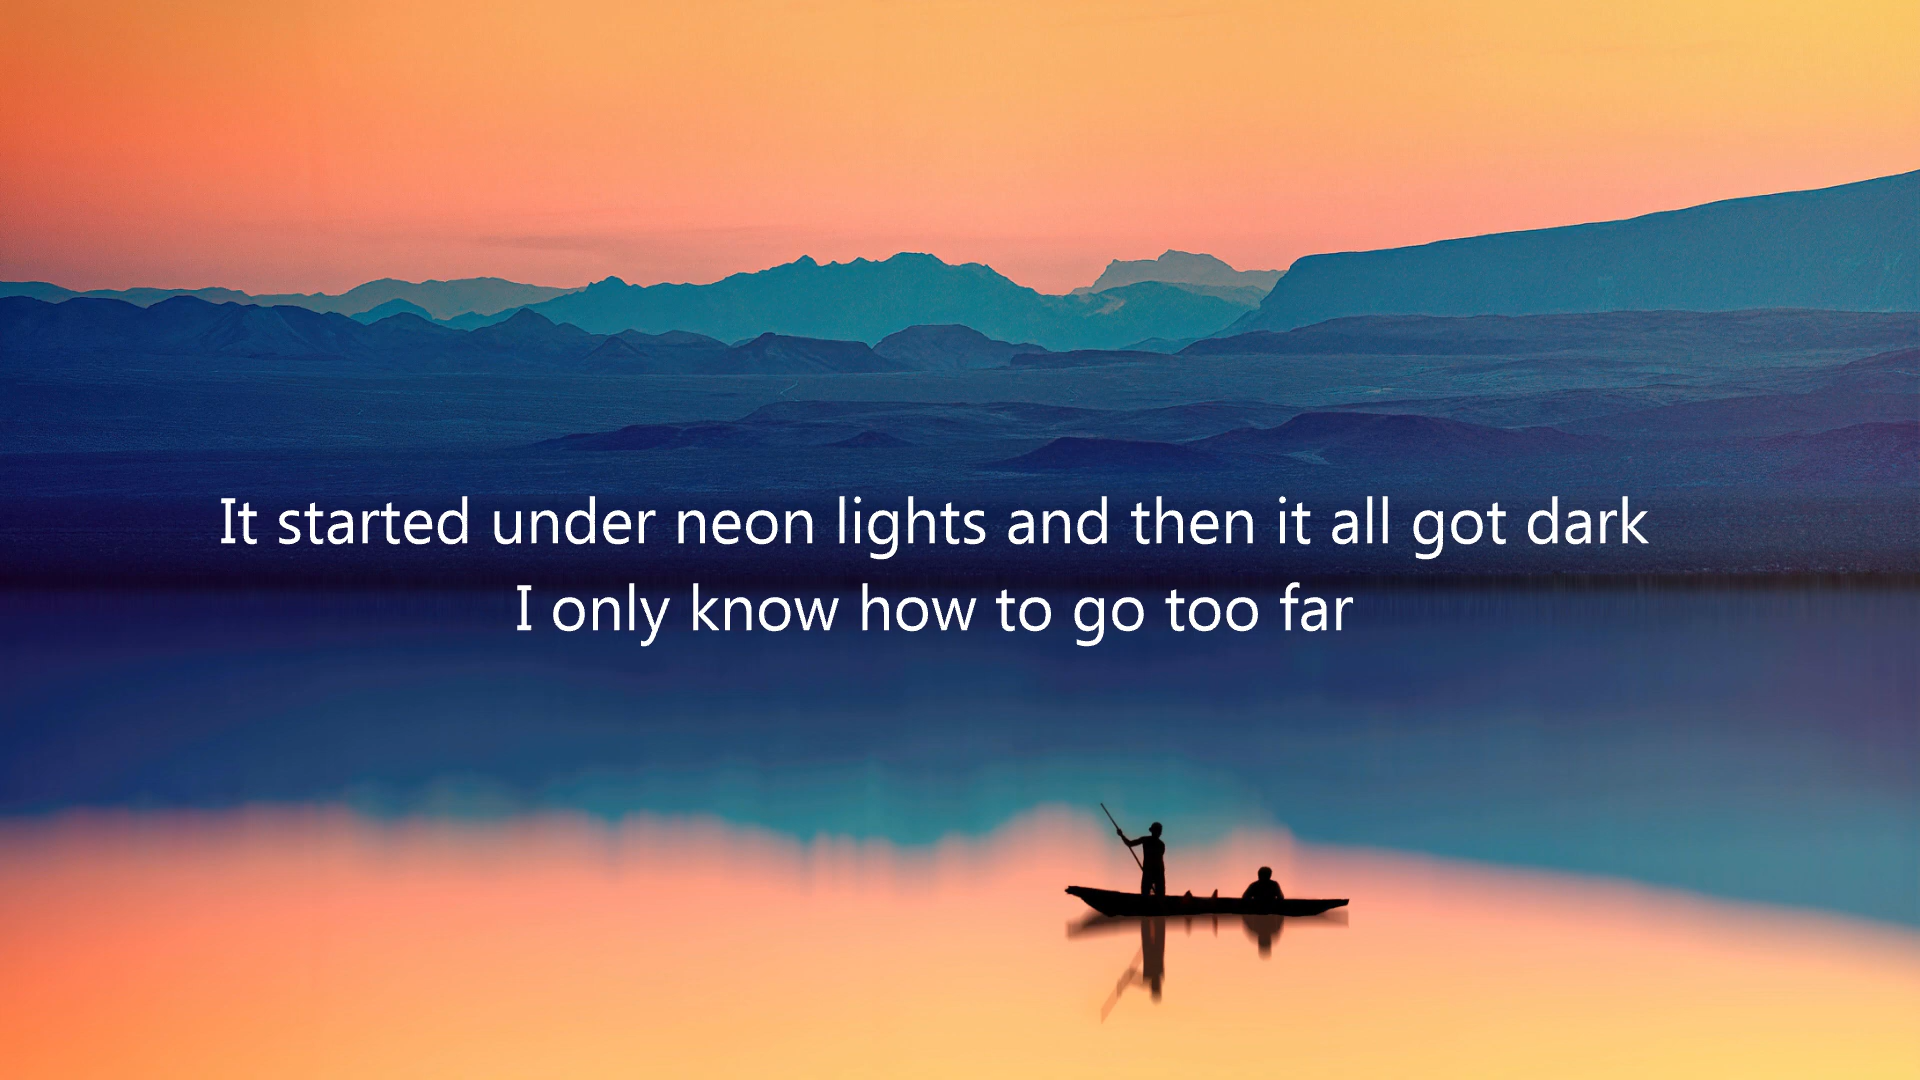 It started under neon lights and then it all got dark
I only know how to go too far